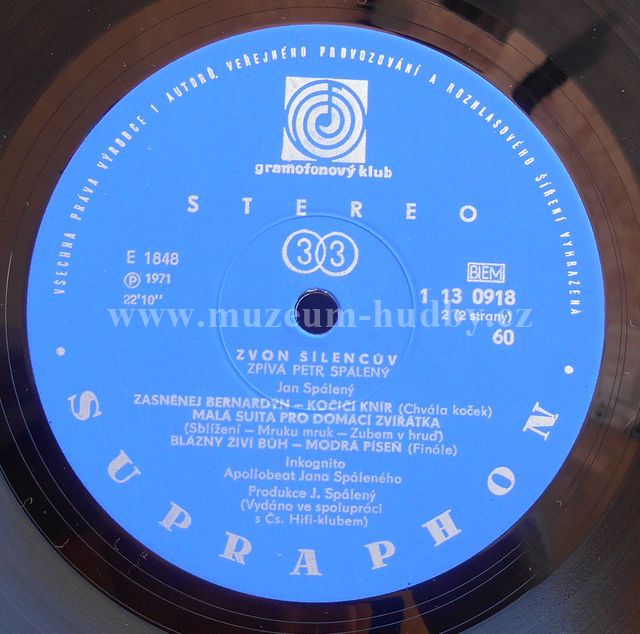 VŠECHNA PRÁVA VÝROBCE I AUTORŮ, VEŘEJNÉHO PROVOZOVÁNÍ A ROZHLASOVÉHO ŠÍŘENÍ VYHRAZENA
gramofonový klub
STEREO
33
E 1848
Ⓟ 1971
22'10''
BIEM
1 13 0918
2 (2 strany)
60
www.muzeum-hudby.cz
ZVON ŠÍLENCŮV
ZPÍVÁ PETR SPÁLENÝ
Jan Spálený
ZASNĚNEJ BERNARDÝN – KOČIČÍ KNÍR (Chvála koček)
MALÁ SUITA PRO DOMÁCÍ ZVÍŘÁTKA
(Sblížení – Mruku mruk – Zubem v hruď)
BLÁZNY ŽIVÍ BŮH – MODRÁ PÍSEŇ (Finále)
Inkognito
Apollobeat Jana Spáleného
Produkce J. Spálený
(Vydáno ve spolupráci
s Čs. Hifi-klubem)
SUPRAPHON